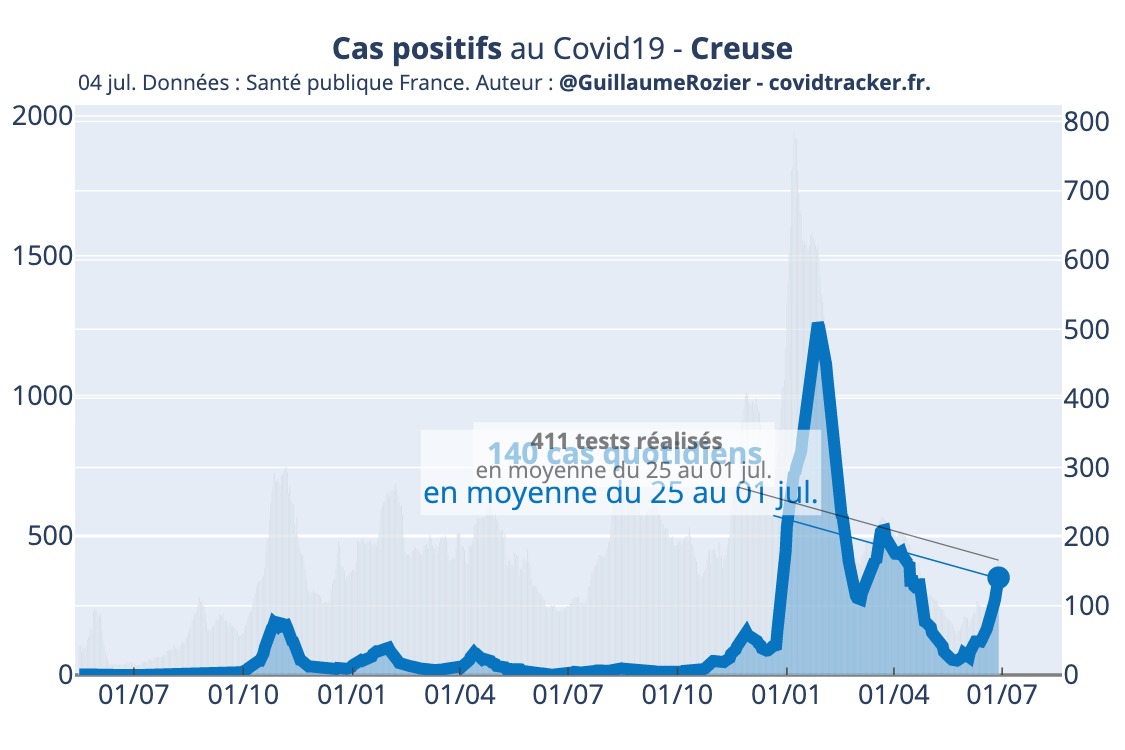 Cas positifs au Covid19 - Creuse
04 jul. Données : Santé publique France. Auteur : @GuillaumeRozier - covidtracker.fr.
2000
1500
1000
500
0
800
700
600
500
400
300
200
100
0
411 tests réalisés
en moyenne du 25 au 01 jul.
140 cas quotidiens
en moyenne du 25 au 01 jul.
01/07 01/10 01/01 01/04 01/07 01/10 01/01 01/04 01/07